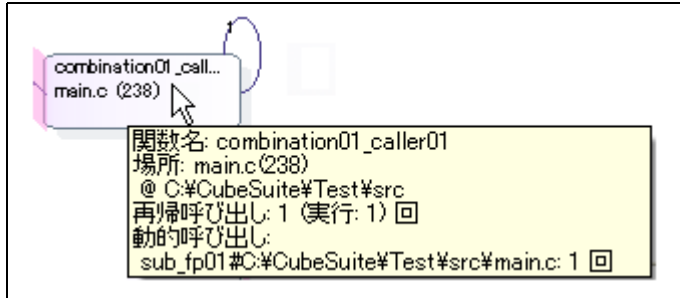 1
combination01_call...
main.c (238)
関数名: combination01_caller01
場所: main.c(238)
@ C:¥CubeSuite¥Test¥src
再帰呼び出し: 1 (実行: 1) 回
動的呼び出し:
sub_fp01#C:¥CubeSuite¥Test¥src¥main.c: 1 回